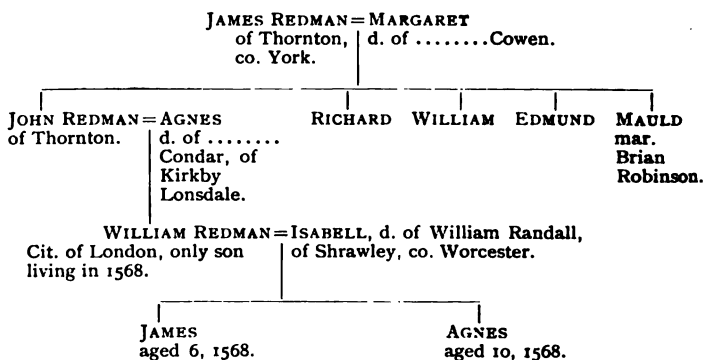 JAMES REDMAN = MARGARET
of Thornton, d. of ........Cowen.
co. York.
JOHN REDMAN = AGNES
of Thornton. d. of ........
Condar, of
Kirkby
Lonsdale.
RICHARD
WILLIAM
EDMUND
MAULD
mar.
Brian
Robinson.
WILLIAM REDMAN = ISABELL, d. of William Randall,
Cit. of London, only son of Shrawley, co. Worcester.
living in 1568.
JAMES
aged 6, 1568.
AGNES
aged 10, 1568.